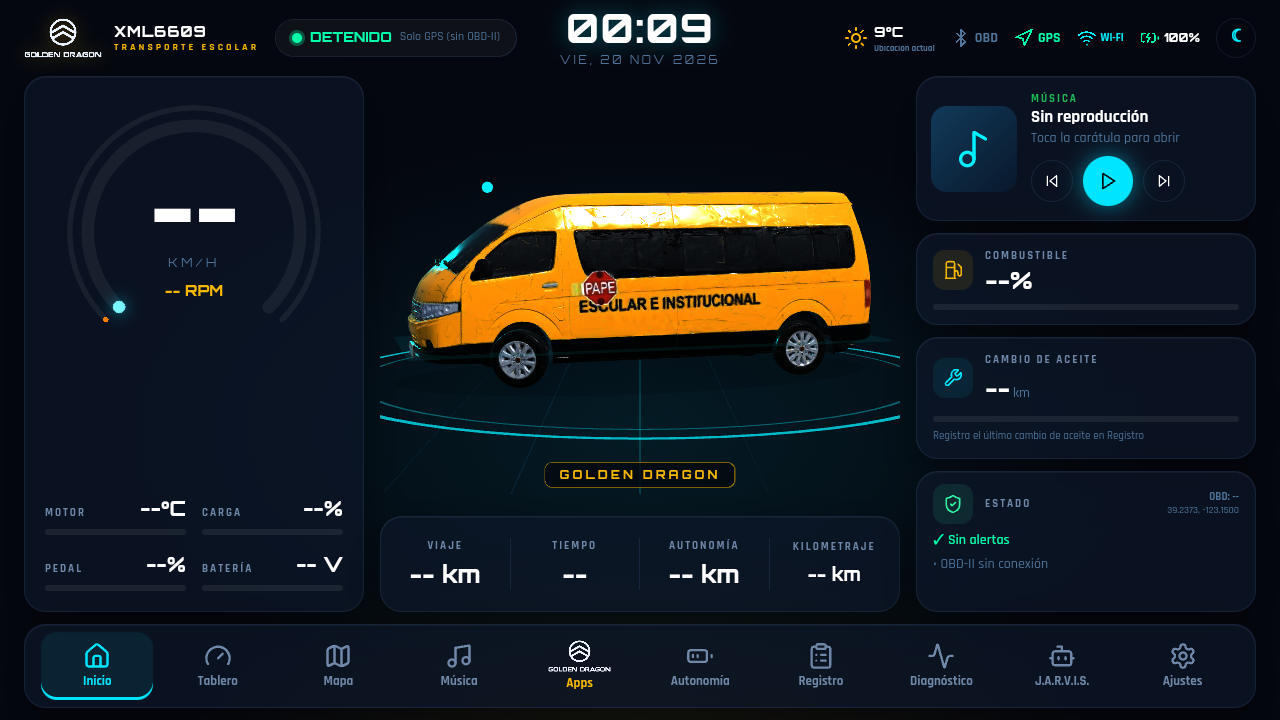 GOLDEN DRAGON
XML6609
TRANSPORTE ESCOLAR
DETENIDO Solo GPS (sin OBD-II)
00:09
VIE, 20 NOV 2026
9°C
Ubicación actual
OBD
GPS
WI-FI
100%
--
KM/H
-- RPM
MOTOR --°C
CARGA --%
PEDAL --%
BATERÍA -- V
PAPE
ESCOLAR E INSTITUCIONAL
GOLDEN DRAGON
VIAJE
-- km
TIEMPO
--
AUTONOMÍA
-- km
KILOMETRAJE
-- km
MÚSICA
Sin reproducción
Toca la carátula para abrir
COMBUSTIBLE
--%
CAMBIO DE ACEITE
-- km
Registra el último cambio de aceite en Registro
ESTADO
OBD: --
39.2373, -123.1500
✓ Sin alertas
• OBD-II sin conexión
Inicio
Tablero
Mapa
Música
GOLDEN DRAGON
Apps
Autonomía
Registro
Diagnóstico
J.A.R.V.I.S.
Ajustes